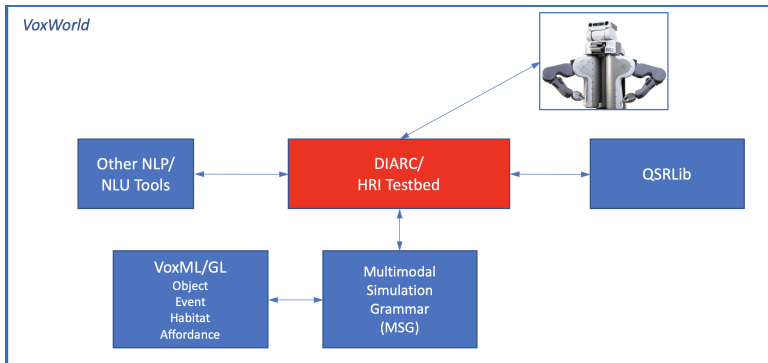 VoxWorld
Other NLP/
NLU Tools
DIARC/
HRI Testbed
QSRLib
VoxML/GL
Object
Event
Habitat
Affordance
Multimodal
Simulation
Grammar
(MSG)